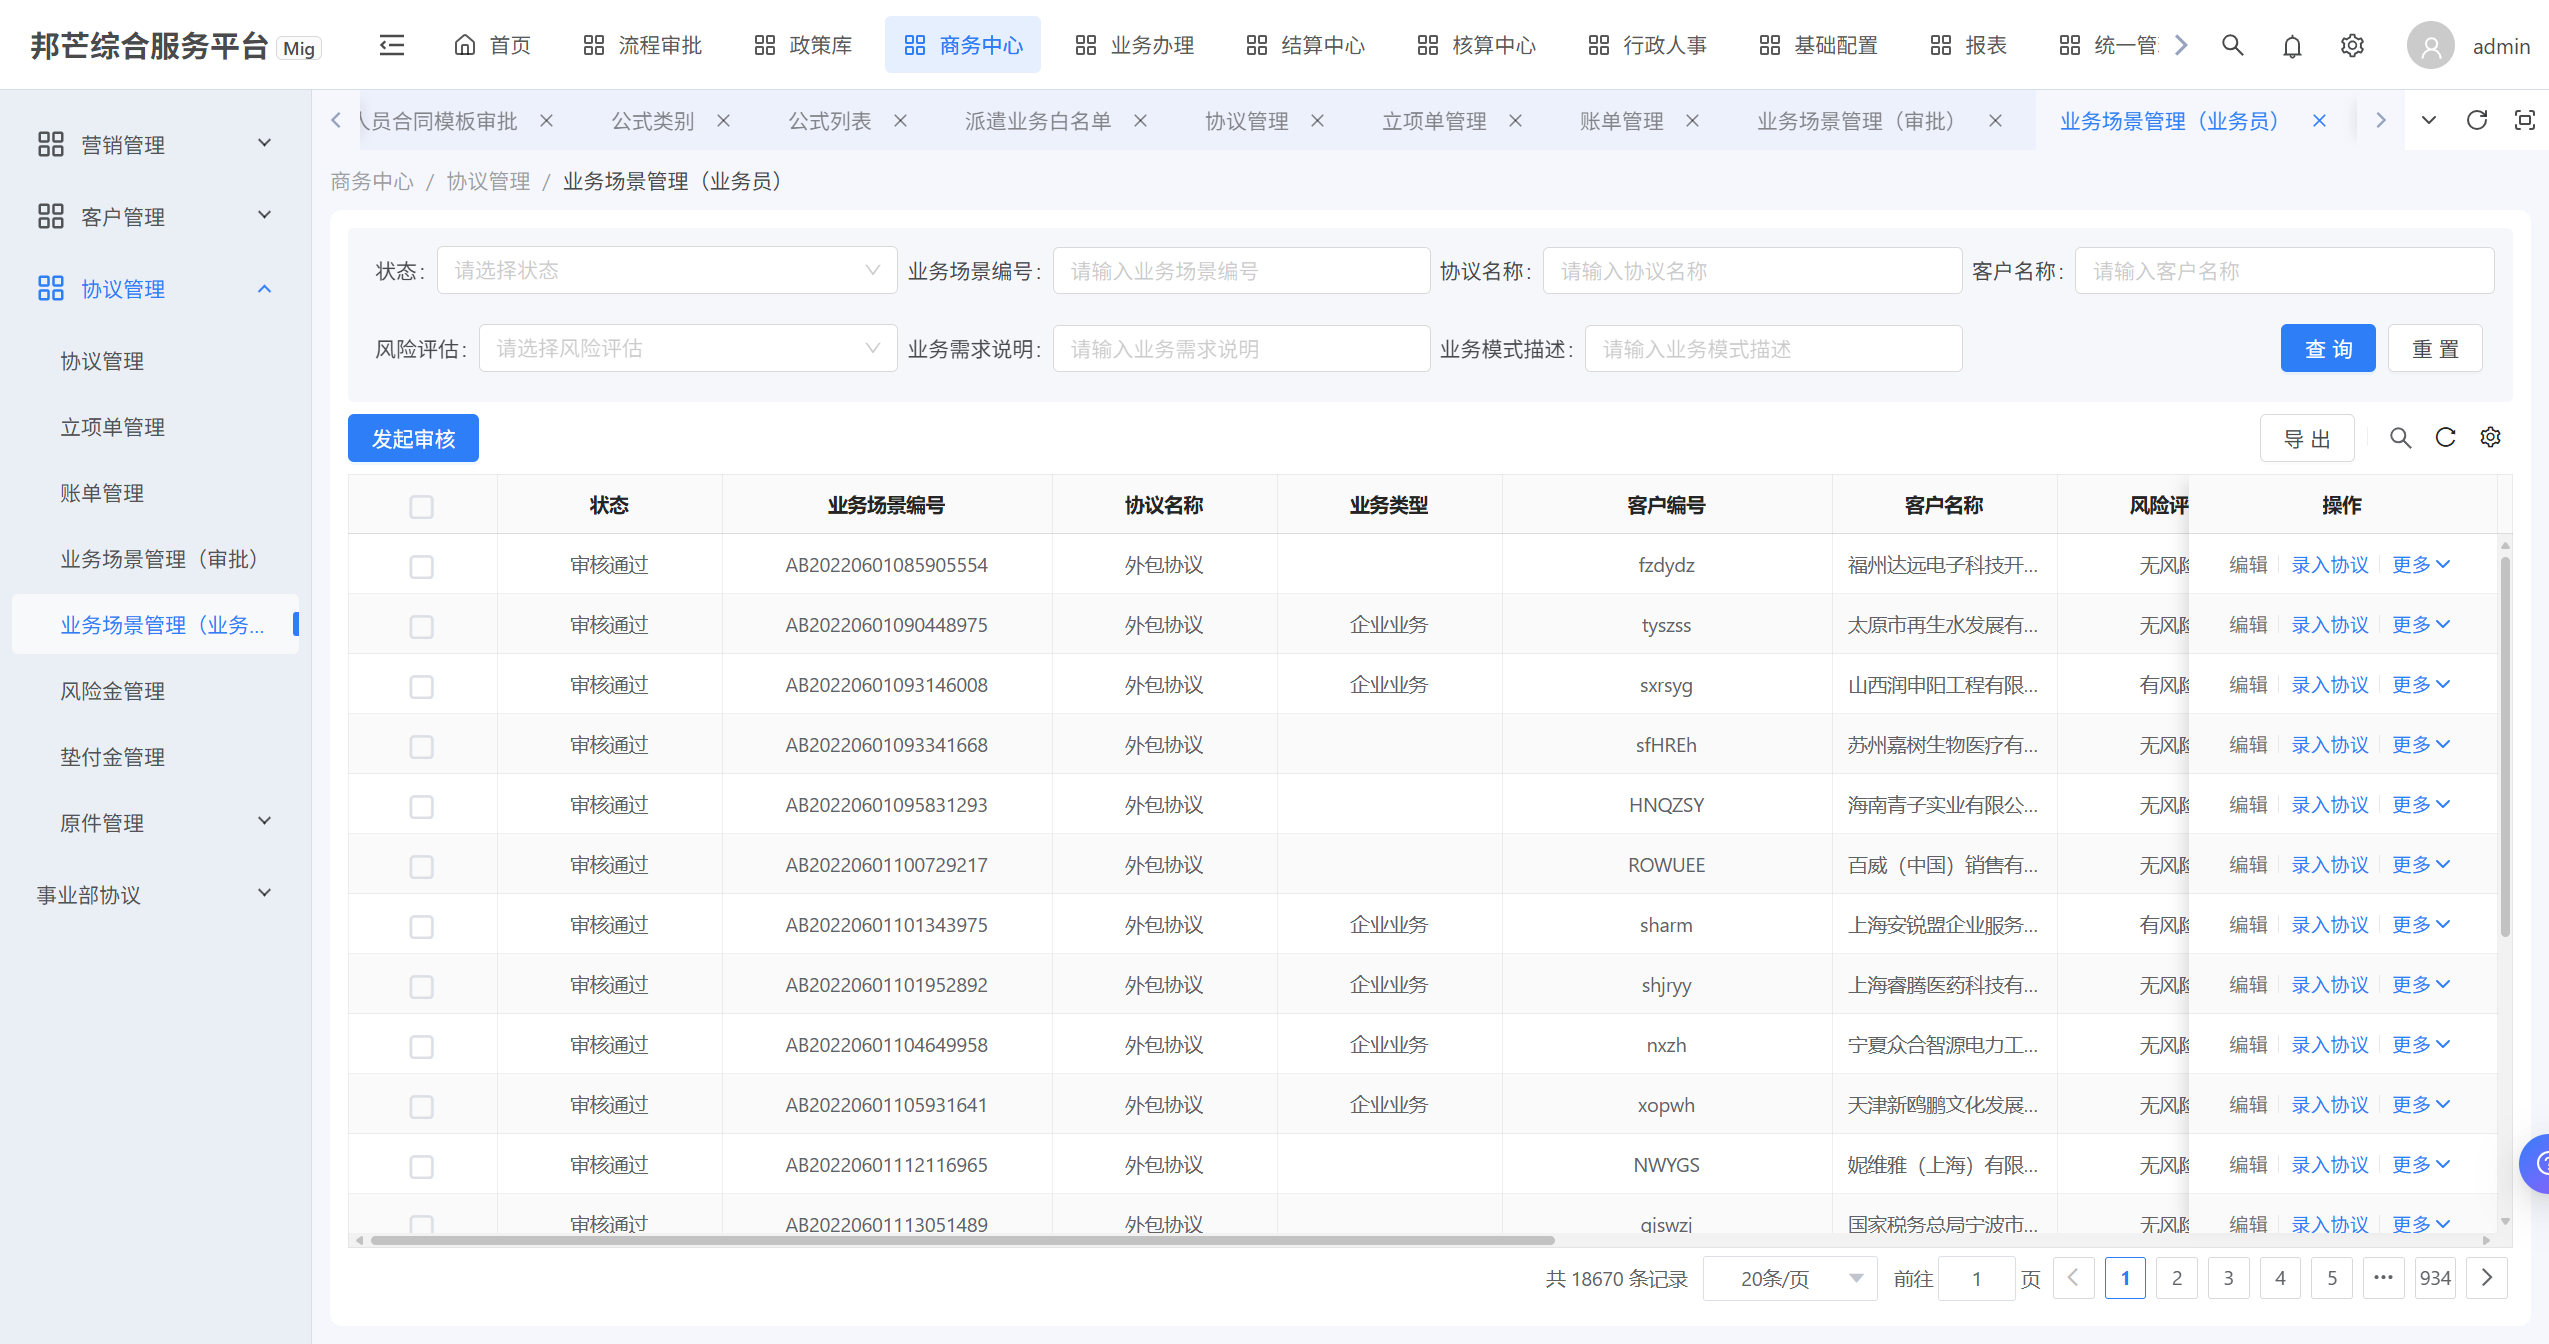 邦芒综合服务平台 Mig 首页 流程审批 政策库 商务中心 业务办理 结算中心 核算中心 行政人事 基础配置 报表 统一管 admin
营销管理
客户管理
协议管理
协议管理
立项单管理
账单管理
业务场景管理（审批）
业务场景管理（业务...
风险金管理
垫付金管理
原件管理
事业部协议
人员合同模板审批 公式类别 公式列表 派遣业务白名单 协议管理 立项单管理 账单管理 业务场景管理（审批） 业务场景管理（业务员）
商务中心 / 协议管理 / 业务场景管理（业务员）
状态: 请选择状态 业务场景编号: 请输入业务场景编号 协议名称: 请输入协议名称 客户名称: 请输入客户名称
风险评估: 请选择风险评估 业务需求说明: 请输入业务需求说明 业务模式描述: 请输入业务模式描述 查 询 重 置
发起审核 导 出
状态 业务场景编号 协议名称 业务类型 客户编号 客户名称 风险评 操作
审核通过 AB20220601085905554 外包协议 fzdydz 福州达远电子科技开... 无风险 编辑 录入协议 更多
审核通过 AB20220601090448975 外包协议 企业业务 tyszss 太原市再生水发展有... 无风险 编辑 录入协议 更多
审核通过 AB20220601093146008 外包协议 企业业务 sxrsyg 山西润申阳工程有限... 有风险 编辑 录入协议 更多
审核通过 AB20220601093341668 外包协议 sfHREh 苏州嘉树生物医疗有... 无风险 编辑 录入协议 更多
审核通过 AB20220601095831293 外包协议 HNQZSY 海南青子实业有限公... 无风险 编辑 录入协议 更多
审核通过 AB20220601100729217 外包协议 ROWUEE 百威（中国）销售有... 无风险 编辑 录入协议 更多
审核通过 AB20220601101343975 外包协议 企业业务 sharm 上海安锐盟企业服务... 有风险 编辑 录入协议 更多
审核通过 AB20220601101952892 外包协议 企业业务 shjryy 上海睿腾医药科技有... 无风险 编辑 录入协议 更多
审核通过 AB20220601104649958 外包协议 企业业务 nxzh 宁夏众合智源电力工... 无风险 编辑 录入协议 更多
审核通过 AB20220601105931641 外包协议 企业业务 xopwh 天津新鸥鹏文化发展... 无风险 编辑 录入协议 更多
审核通过 AB20220601112116965 外包协议 NWYGS 妮维雅（上海）有限... 无风险 编辑 录入协议 更多
审核通过 AB20220601113051489 外包协议 gjswzj 国家税务总局宁波市... 无风险 编辑 录入协议 更多
共 18670 条记录 20条/页 前往 1 页 1 2 3 4 5 ••• 934